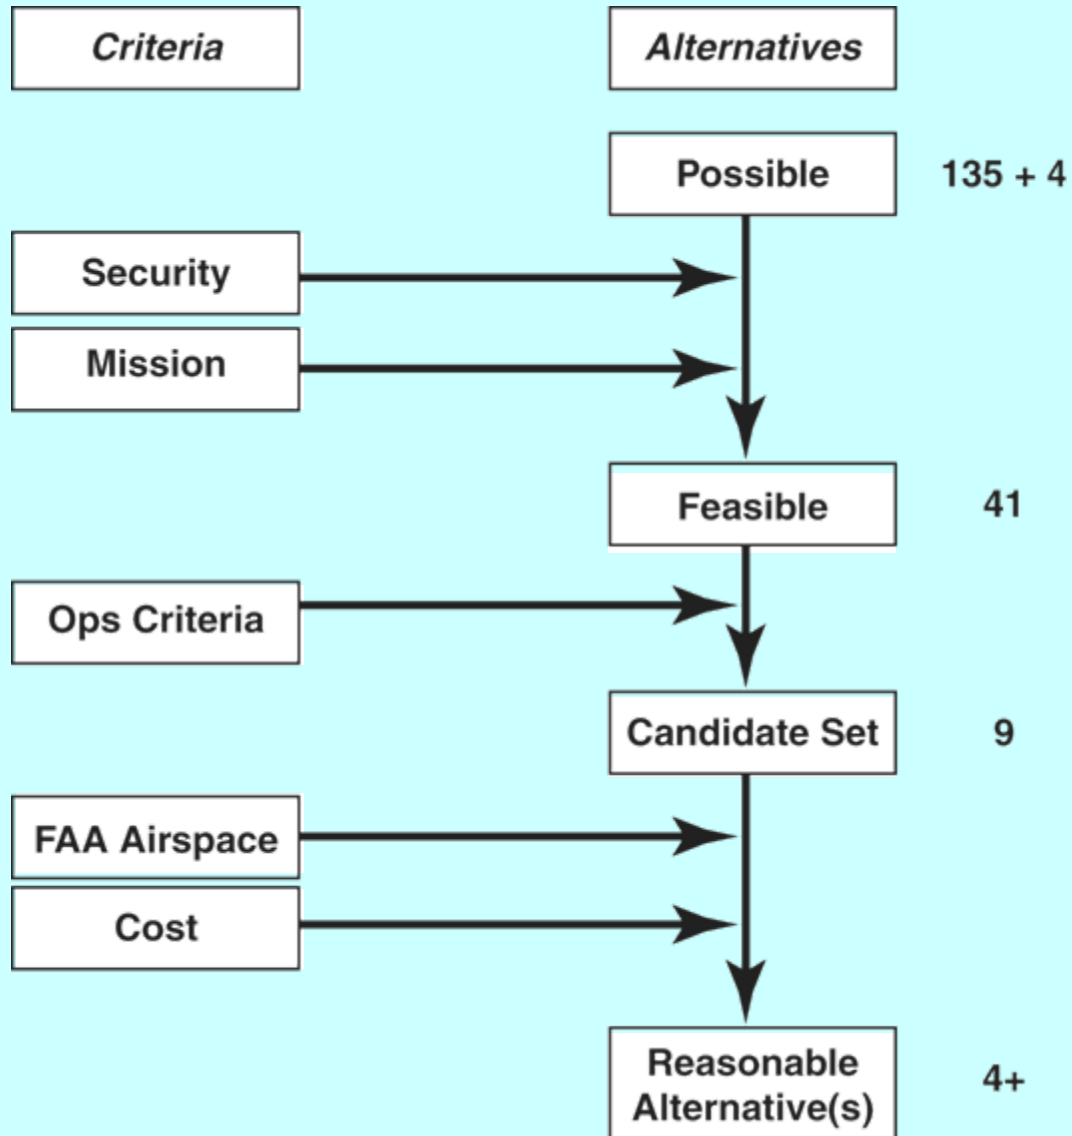 Criteria
Alternatives
Possible
135 + 4
Security
Mission
Feasible
41
Ops Criteria
Candidate Set
9
FAA Airspace
Cost
Reasonable
Alternative(s)
4+